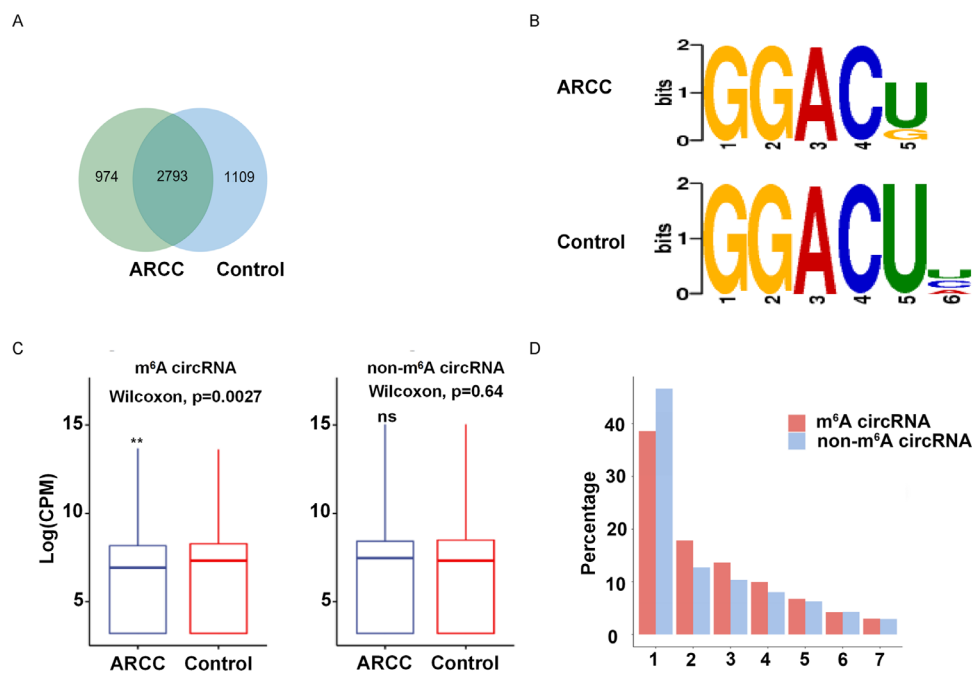 A
974
2793
1109
ARCC
Control
B
ARCC
bits
2
1
0
GGACU
G
1 2 3 4 5
Control
bits
2
1
0
GGACUU
C
A
1 2 3 4 5 6
C
m⁶A circRNA
Wilcoxon, p=0.0027
**
Log(CPM)
15
10
5
ARCC Control
non-m⁶A circRNA
Wilcoxon, p=0.64
ns
15
10
5
ARCC Control
D
m⁶A circRNA
non-m⁶A circRNA
Percentage
40
30
20
10
0
1 2 3 4 5 6 7